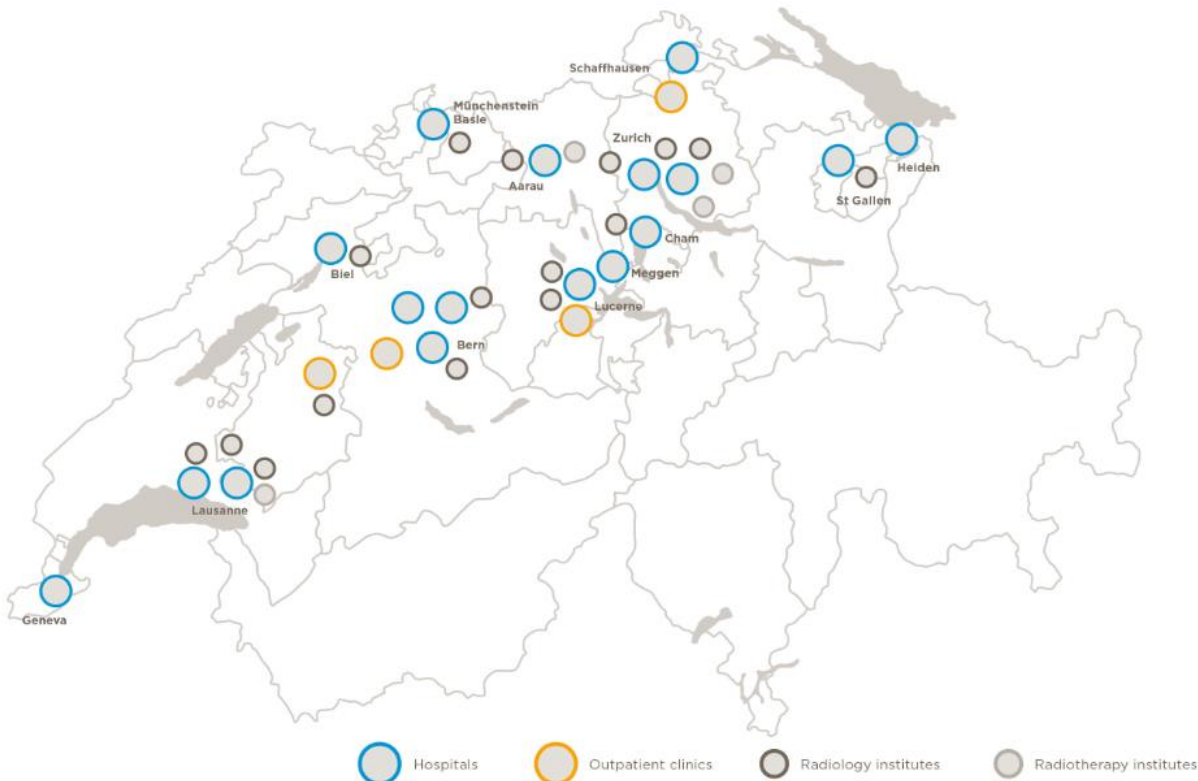 Schaffhausen
Münchenstein
Basle
Zurich
Aarau
Heiden
St Gallen
Cham
Biel
Meggen
Lucerne
Bern
Lausanne
Geneva
Hospitals
Outpatient clinics
Radiology institutes
Radiotherapy institutes